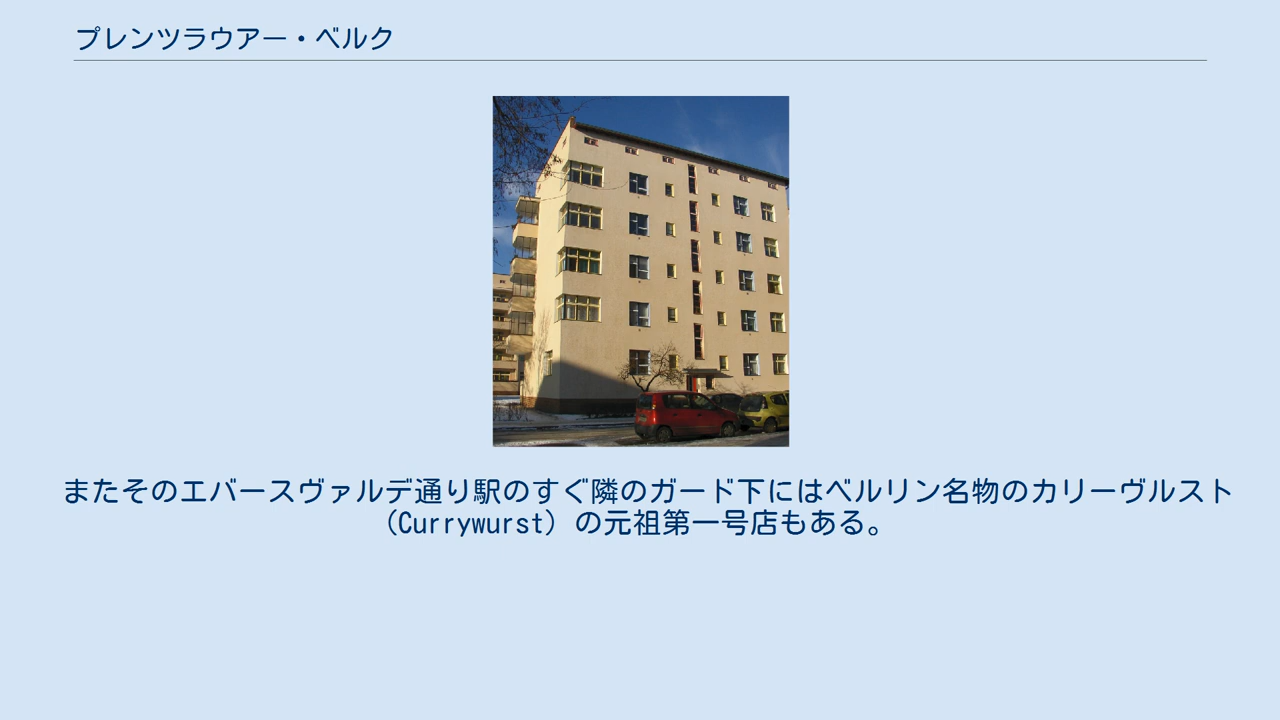 プレンツラウアー・ベルク
またそのエバースヴァルデ通り駅のすぐ隣のガード下にはベルリン名物のカリーヴルスト
（Currywurst）の元祖第一号店もある。